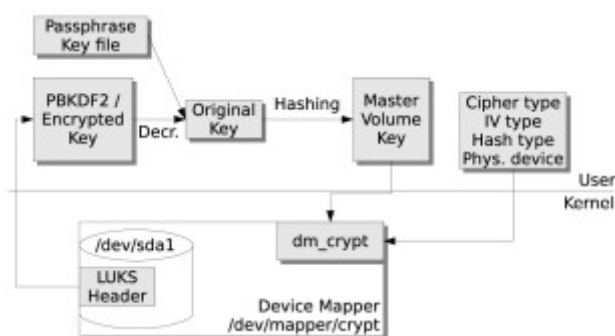 Passphrase
Key file
PBKDF2 /
Encrypted
Key
Decr.
Original
Key
Hashing
Master
Volume
Key
Cipher type
IV type
Hash type
Phys. device
User
Kernel
/dev/sda1
LUKS
Header
dm_crypt
Device Mapper
/dev/mapper/crypt